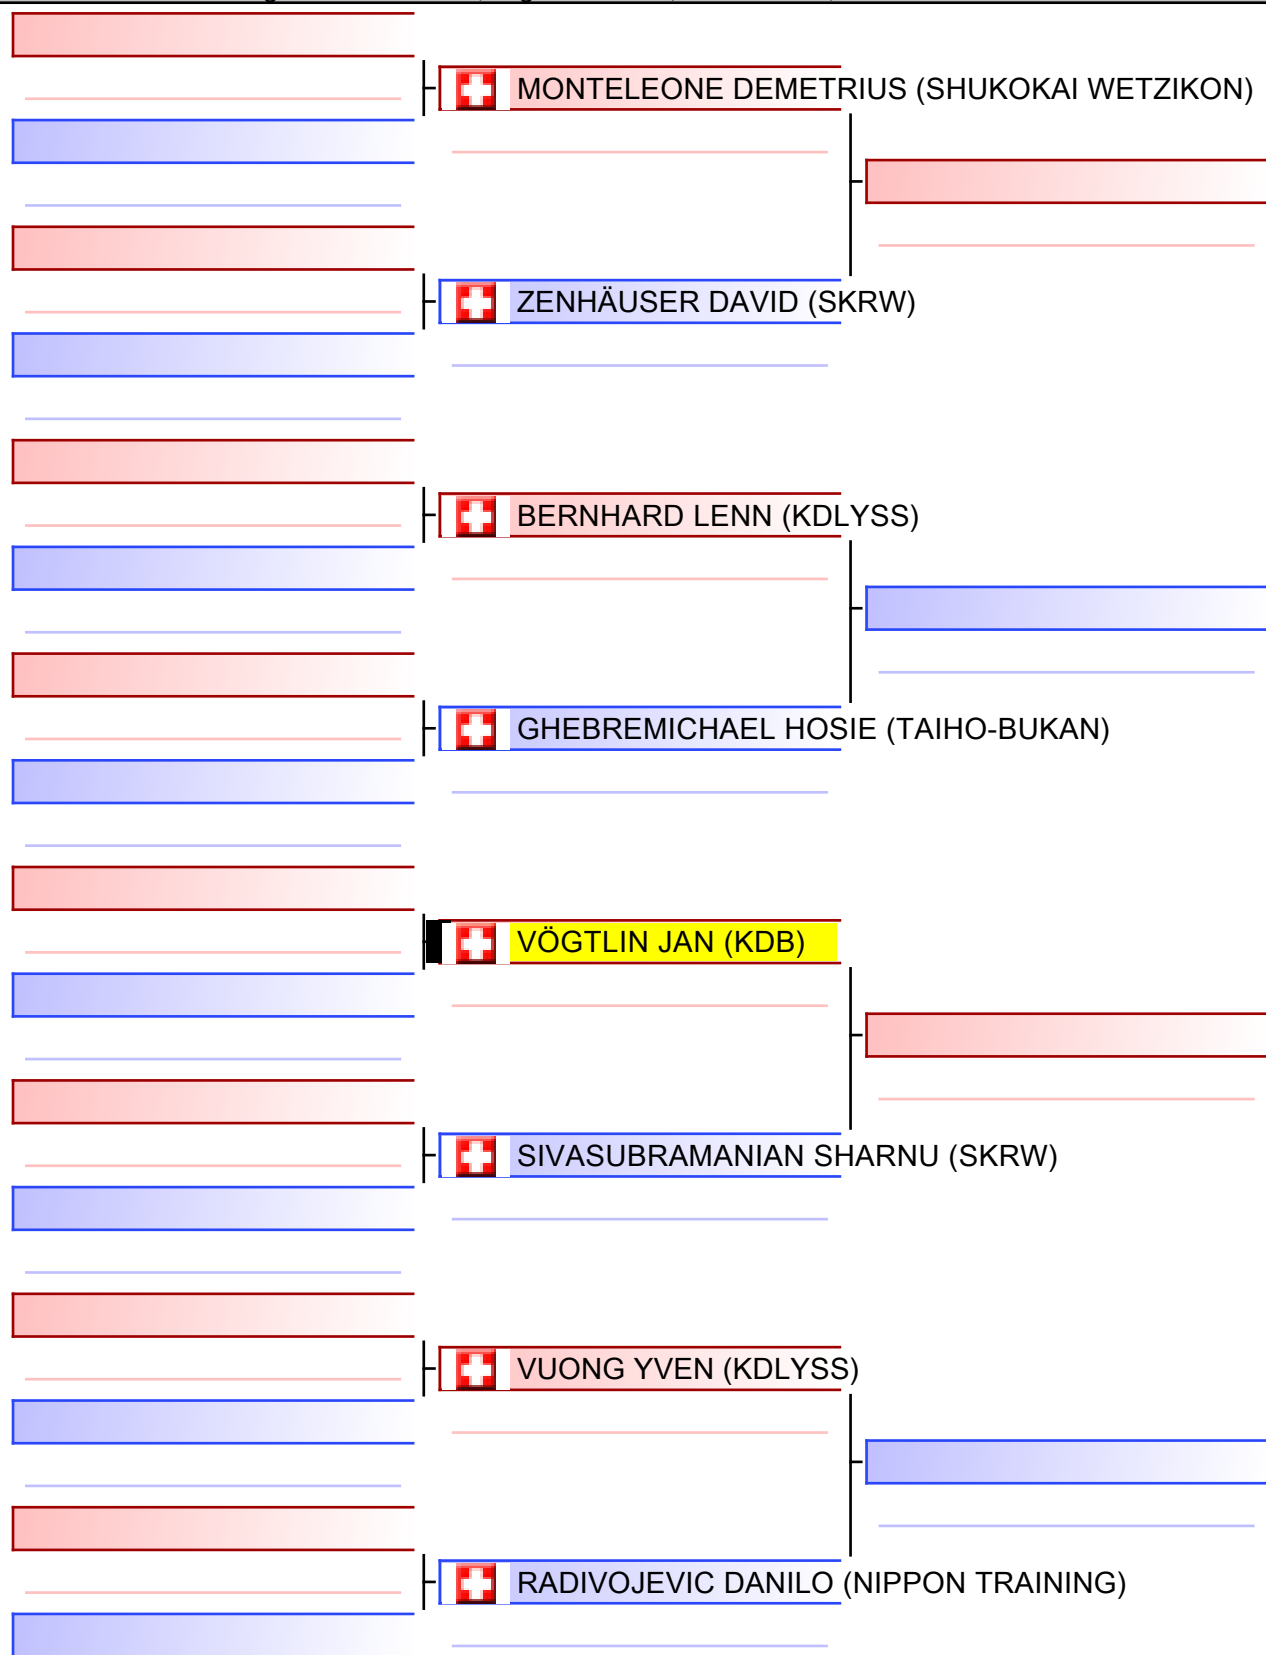 MONTELEONE DEMETRIUS (SHUKOKAI WETZIKON)
ZENHÄUSER DAVID (SKRW)
BERNHARD LENN (KDLYSS)
GHEBREMICHAEL HOSIE (TAIHO-BUKAN)
VÖGTLIN JAN (KDB)
SIVASUBRAMANIAN SHARNU (SKRW)
VUONG YVEN (KDLYSS)
RADIVOJEVIC DANILO (NIPPON TRAINING)